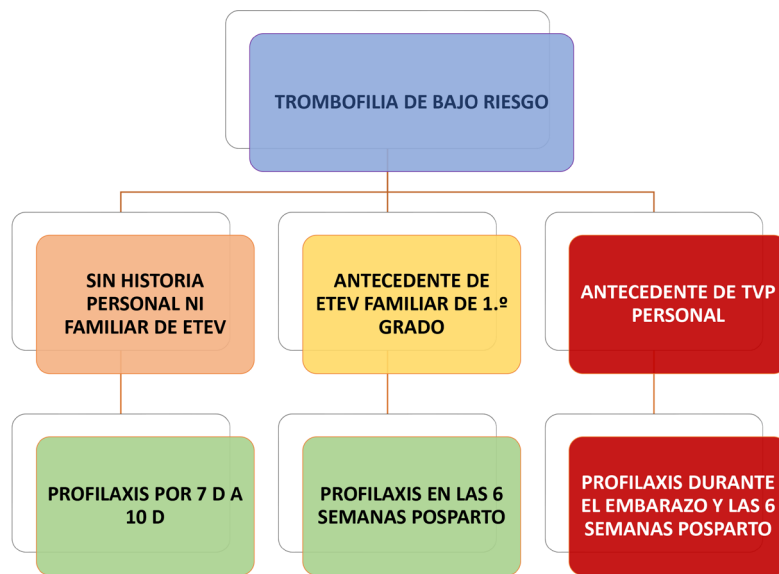 TROMBOFILIA DE BAJO RIESGO
SIN HISTORIA
PERSONAL NI
FAMILIAR DE ETEV
ANTECEDENTE DE
ETEV FAMILIAR DE 1.º
GRADO
ANTECEDENTE DE TVP
PERSONAL
PROFILAXIS POR 7 D A
10 D
PROFILAXIS EN LAS 6
SEMANAS POSPARTO
PROFILAXIS DURANTE
EL EMBARAZO Y LAS 6
SEMANAS POSPARTO